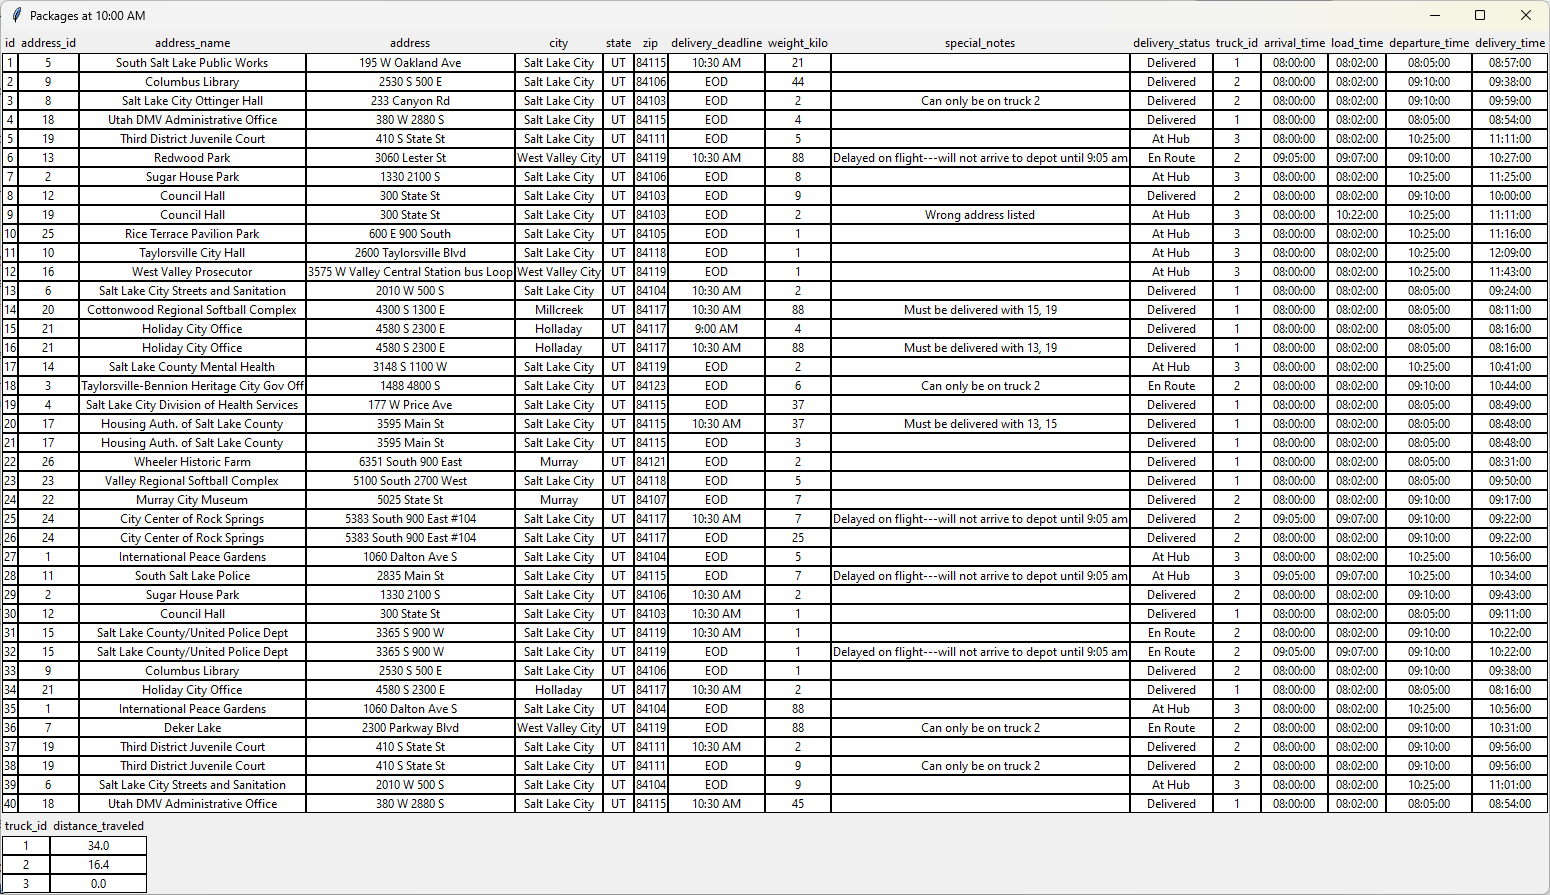 Packages at 10:00 AM
id address_id address_name address city state zip delivery_deadline weight_kilo special_notes delivery_status truck_id arrival_time load_time departure_time delivery_time
1 5 South Salt Lake Public Works 195 W Oakland Ave Salt Lake City UT 84115 10:30 AM 21 Delivered 1 08:00:00 08:02:00 08:05:00 08:57:00
2 9 Columbus Library 2530 S 500 E Salt Lake City UT 84106 EOD 44 Delivered 2 08:00:00 08:02:00 09:10:00 09:38:00
3 8 Salt Lake City Ottinger Hall 233 Canyon Rd Salt Lake City UT 84103 EOD 2 Can only be on truck 2 Delivered 2 08:00:00 08:02:00 09:10:00 09:59:00
4 18 Utah DMV Administrative Office 380 W 2880 S Salt Lake City UT 84115 EOD 4 Delivered 1 08:00:00 08:02:00 08:05:00 08:54:00
5 19 Third District Juvenile Court 410 S State St Salt Lake City UT 84111 EOD 5 At Hub 3 08:00:00 08:02:00 10:25:00 11:11:00
6 13 Redwood Park 3060 Lester St West Valley City UT 84119 10:30 AM 88 Delayed on flight---will not arrive to depot until 9:05 am En Route 2 09:05:00 09:07:00 09:10:00 10:27:00
7 2 Sugar House Park 1330 2100 S Salt Lake City UT 84106 EOD 8 At Hub 3 08:00:00 08:02:00 10:25:00 11:25:00
8 12 Council Hall 300 State St Salt Lake City UT 84103 EOD 9 Delivered 2 08:00:00 08:02:00 09:10:00 10:00:00
9 19 Council Hall 300 State St Salt Lake City UT 84103 EOD 2 Wrong address listed At Hub 3 08:00:00 10:22:00 10:25:00 11:11:00
10 25 Rice Terrace Pavilion Park 600 E 900 South Salt Lake City UT 84105 EOD 1 At Hub 3 08:00:00 08:02:00 10:25:00 11:16:00
11 10 Taylorsville City Hall 2600 Taylorsville Blvd Salt Lake City UT 84118 EOD 1 At Hub 3 08:00:00 08:02:00 10:25:00 12:09:00
12 16 West Valley Prosecutor 3575 W Valley Central Station bus Loop West Valley City UT 84119 EOD 1 At Hub 3 08:00:00 08:02:00 10:25:00 11:43:00
13 6 Salt Lake City Streets and Sanitation 2010 W 500 S Salt Lake City UT 84104 10:30 AM 2 Delivered 1 08:00:00 08:02:00 08:05:00 09:24:00
14 20 Cottonwood Regional Softball Complex 4300 S 1300 E Millcreek UT 84117 10:30 AM 88 Must be delivered with 15, 19 Delivered 1 08:00:00 08:02:00 08:05:00 08:11:00
15 21 Holiday City Office 4580 S 2300 E Holladay UT 84117 9:00 AM 4 Delivered 1 08:00:00 08:02:00 08:05:00 08:16:00
16 21 Holiday City Office 4580 S 2300 E Holladay UT 84117 10:30 AM 88 Must be delivered with 13, 19 Delivered 1 08:00:00 08:02:00 08:05:00 08:16:00
17 14 Salt Lake County Mental Health 3148 S 1100 W Salt Lake City UT 84119 EOD 2 At Hub 3 08:00:00 08:02:00 10:25:00 10:41:00
18 3 Taylorsville-Bennion Heritage City Gov Off 1488 4800 S Salt Lake City UT 84123 EOD 6 Can only be on truck 2 En Route 2 08:00:00 08:02:00 09:10:00 10:44:00
19 4 Salt Lake City Division of Health Services 177 W Price Ave Salt Lake City UT 84115 EOD 37 Delivered 1 08:00:00 08:02:00 08:05:00 08:49:00
20 17 Housing Auth. of Salt Lake County 3595 Main St Salt Lake City UT 84115 10:30 AM 37 Must be delivered with 13, 15 Delivered 1 08:00:00 08:02:00 08:05:00 08:48:00
21 17 Housing Auth. of Salt Lake County 3595 Main St Salt Lake City UT 84115 EOD 3 Delivered 1 08:00:00 08:02:00 08:05:00 08:48:00
22 26 Wheeler Historic Farm 6351 South 900 East Murray UT 84121 EOD 2 Delivered 1 08:00:00 08:02:00 08:05:00 08:31:00
23 23 Valley Regional Softball Complex 5100 South 2700 West Salt Lake City UT 84118 EOD 5 Delivered 1 08:00:00 08:02:00 08:05:00 09:50:00
24 22 Murray City Museum 5025 State St Murray UT 84107 EOD 7 Delivered 2 08:00:00 08:02:00 09:10:00 09:17:00
25 24 City Center of Rock Springs 5383 South 900 East #104 Salt Lake City UT 84117 10:30 AM 7 Delayed on flight---will not arrive to depot until 9:05 am Delivered 2 09:05:00 09:07:00 09:10:00 09:22:00
26 24 City Center of Rock Springs 5383 South 900 East #104 Salt Lake City UT 84117 EOD 25 Delivered 2 08:00:00 08:02:00 09:10:00 09:22:00
27 1 International Peace Gardens 1060 Dalton Ave S Salt Lake City UT 84104 EOD 5 At Hub 3 08:00:00 08:02:00 10:25:00 10:56:00
28 11 South Salt Lake Police 2835 Main St Salt Lake City UT 84115 EOD 7 Delayed on flight---will not arrive to depot until 9:05 am At Hub 3 09:05:00 09:07:00 10:25:00 10:34:00
29 2 Sugar House Park 1330 2100 S Salt Lake City UT 84106 10:30 AM 2 Delivered 2 08:00:00 08:02:00 09:10:00 09:43:00
30 12 Council Hall 300 State St Salt Lake City UT 84103 10:30 AM 1 Delivered 1 08:00:00 08:02:00 08:05:00 09:11:00
31 15 Salt Lake County/United Police Dept 3365 S 900 W Salt Lake City UT 84119 10:30 AM 1 En Route 2 08:00:00 08:02:00 09:10:00 10:22:00
32 15 Salt Lake County/United Police Dept 3365 S 900 W Salt Lake City UT 84119 EOD 1 Delayed on flight---will not arrive to depot until 9:05 am En Route 2 09:05:00 09:07:00 09:10:00 10:22:00
33 9 Columbus Library 2530 S 500 E Salt Lake City UT 84106 EOD 1 Delivered 2 08:00:00 08:02:00 09:10:00 09:38:00
34 21 Holiday City Office 4580 S 2300 E Holladay UT 84117 10:30 AM 2 Delivered 1 08:00:00 08:02:00 08:05:00 08:16:00
35 1 International Peace Gardens 1060 Dalton Ave S Salt Lake City UT 84104 EOD 88 At Hub 3 08:00:00 08:02:00 10:25:00 10:56:00
36 7 Deker Lake 2300 Parkway Blvd West Valley City UT 84119 EOD 88 Can only be on truck 2 En Route 2 08:00:00 08:02:00 09:10:00 10:31:00
37 19 Third District Juvenile Court 410 S State St Salt Lake City UT 84111 10:30 AM 2 Delivered 2 08:00:00 08:02:00 09:10:00 09:56:00
38 19 Third District Juvenile Court 410 S State St Salt Lake City UT 84111 EOD 9 Can only be on truck 2 Delivered 2 08:00:00 08:02:00 09:10:00 09:56:00
39 6 Salt Lake City Streets and Sanitation 2010 W 500 S Salt Lake City UT 84104 EOD 9 At Hub 3 08:00:00 08:02:00 10:25:00 11:01:00
40 18 Utah DMV Administrative Office 380 W 2880 S Salt Lake City UT 84115 10:30 AM 45 Delivered 1 08:00:00 08:02:00 08:05:00 08:54:00
truck_id distance_traveled
1 34.0
2 16.4
3 0.0